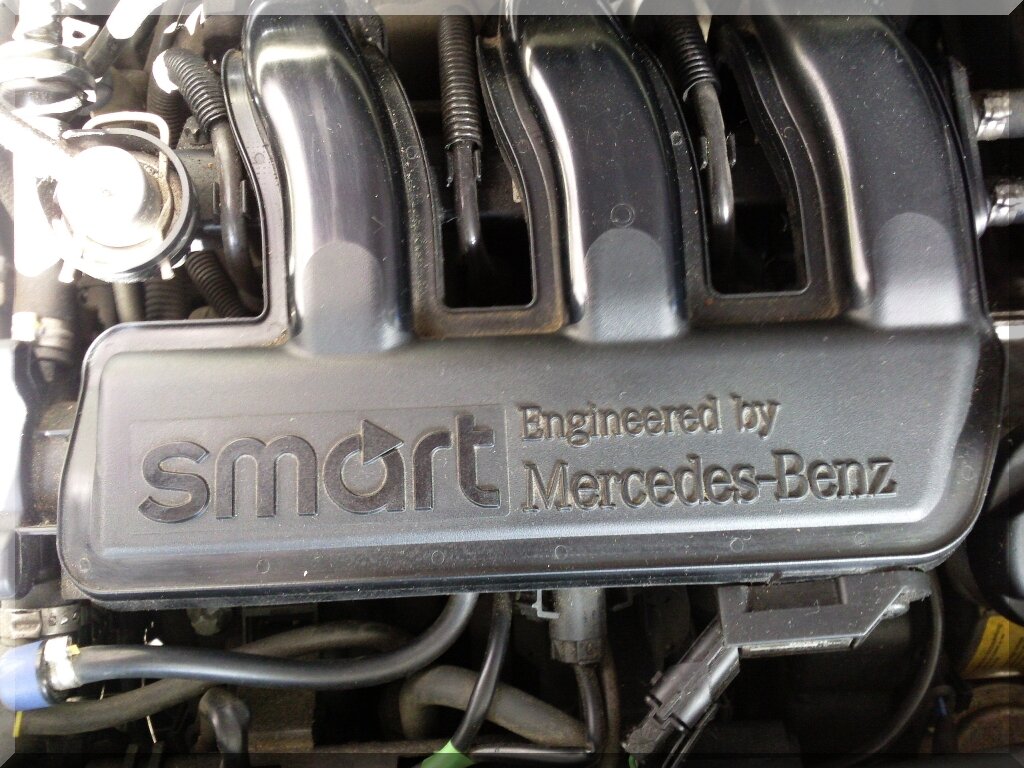 smart
Engineered by
Mercedes-Benz